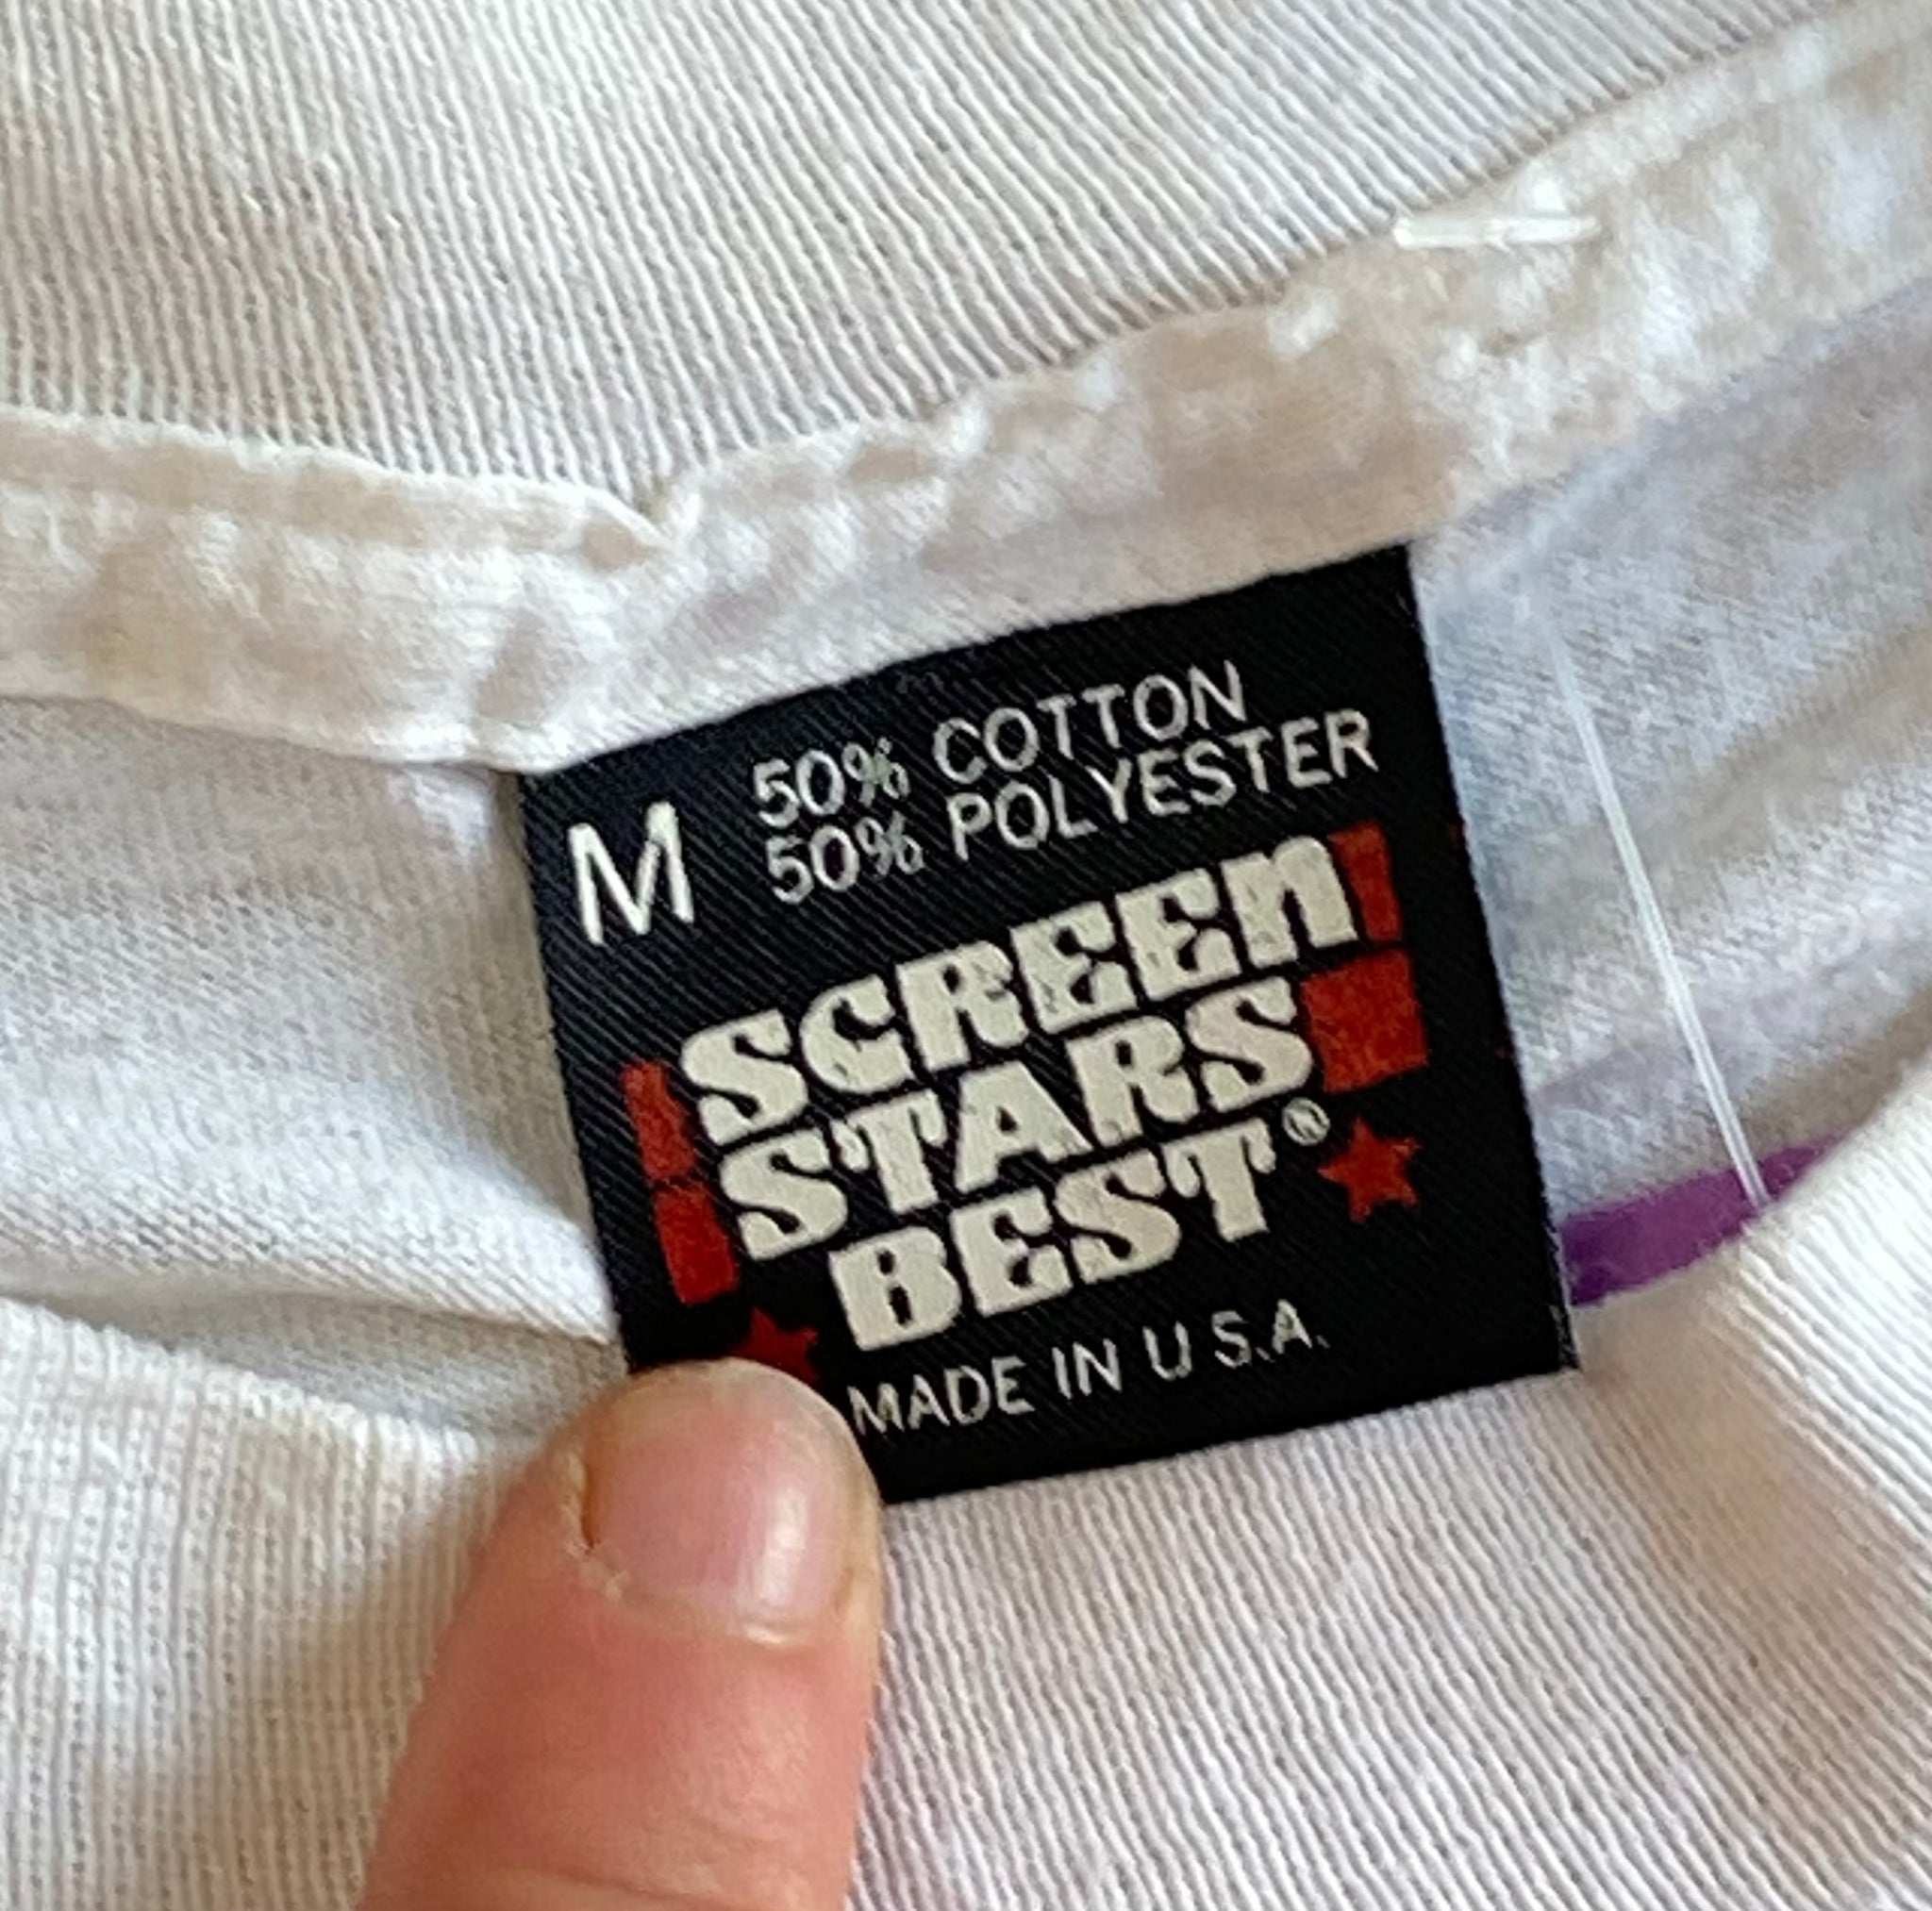 M
50% COTTON
50% POLYESTER
SCREEN
STARS
BEST®
MADE IN U S.A.